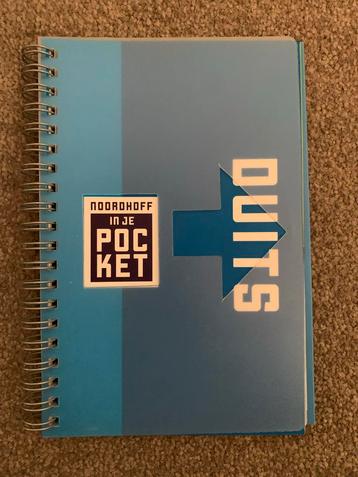 NOORDHOFF
IN JE
POC
KET
DUITS